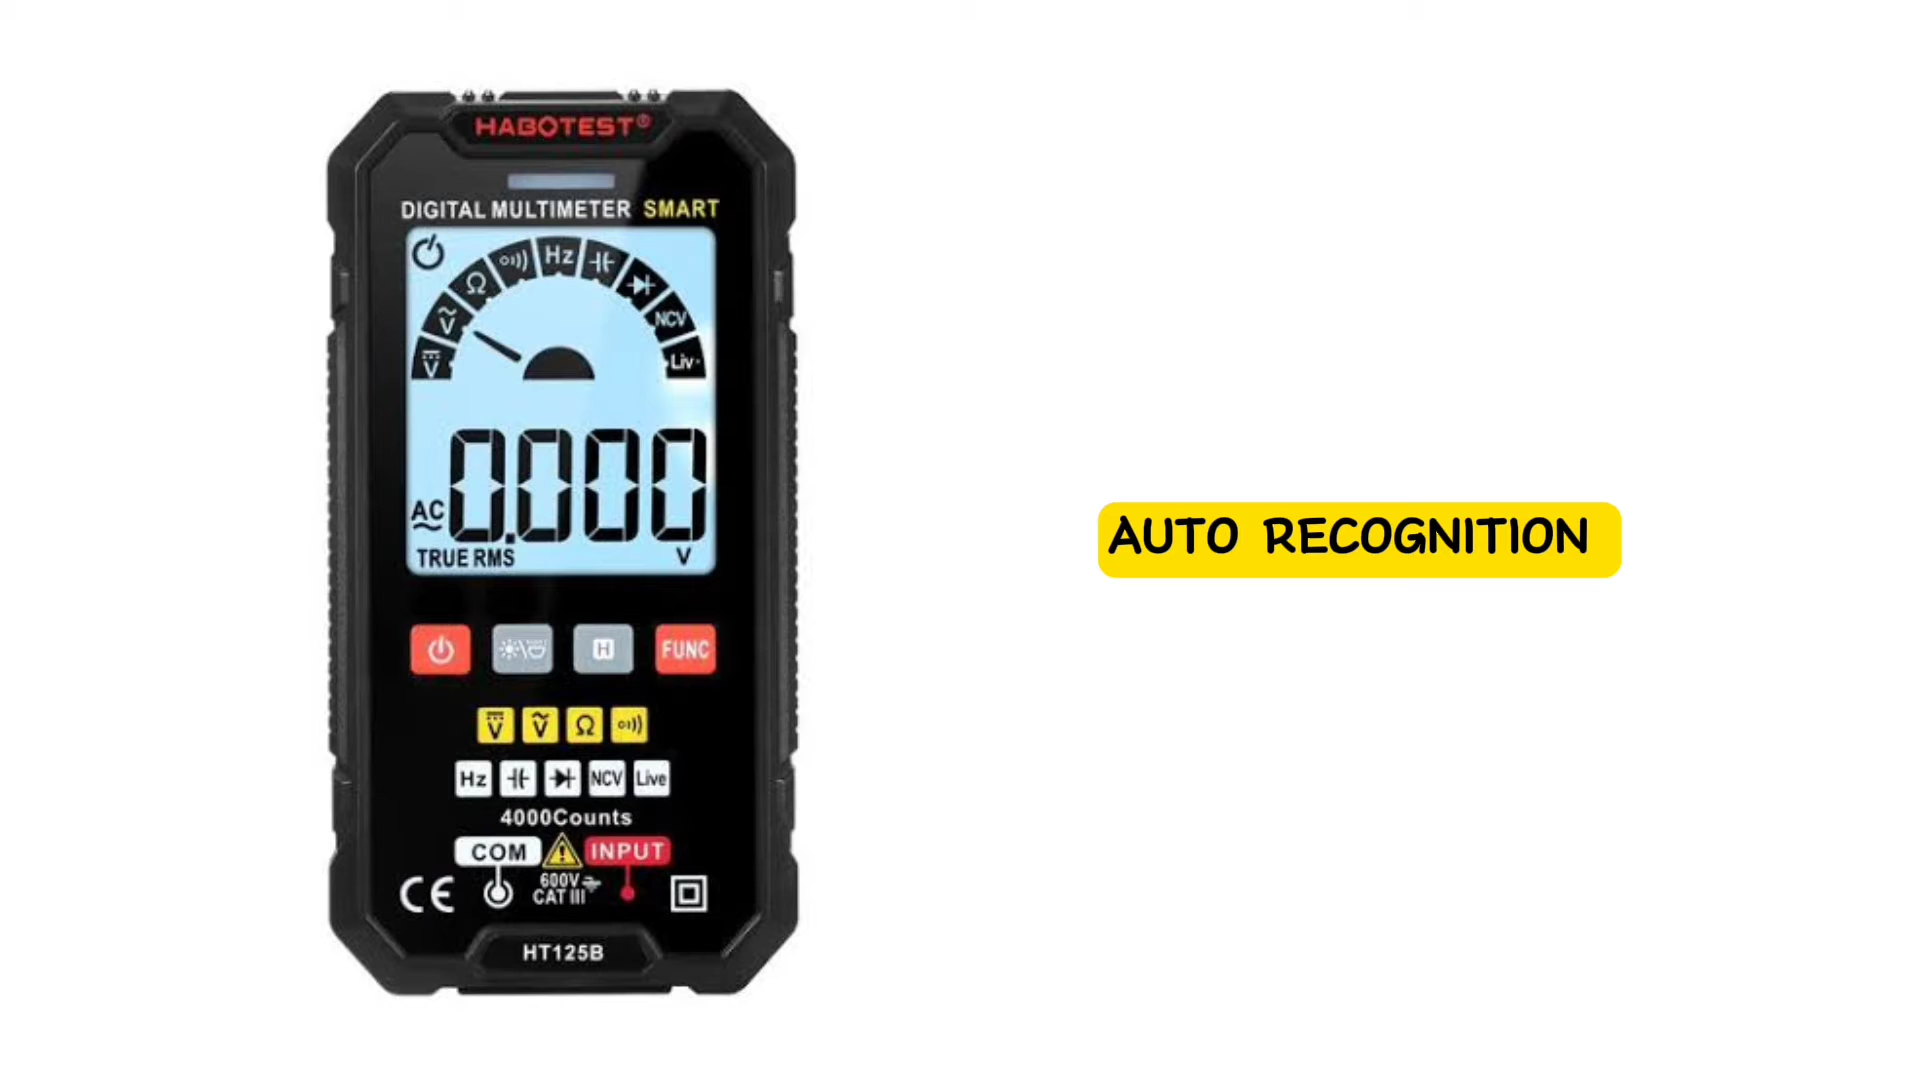 HABOTEST®
DIGITAL MULTIMETER SMART
Hz
Ω
V
NCV
V
Liv
AC 0.000
TRUE RMS V
H FUNC
V V Ω
Hz NCV Live
4000Counts
COM INPUT
CE 600V
CAT III
HT125B
AUTO RECOGNITION